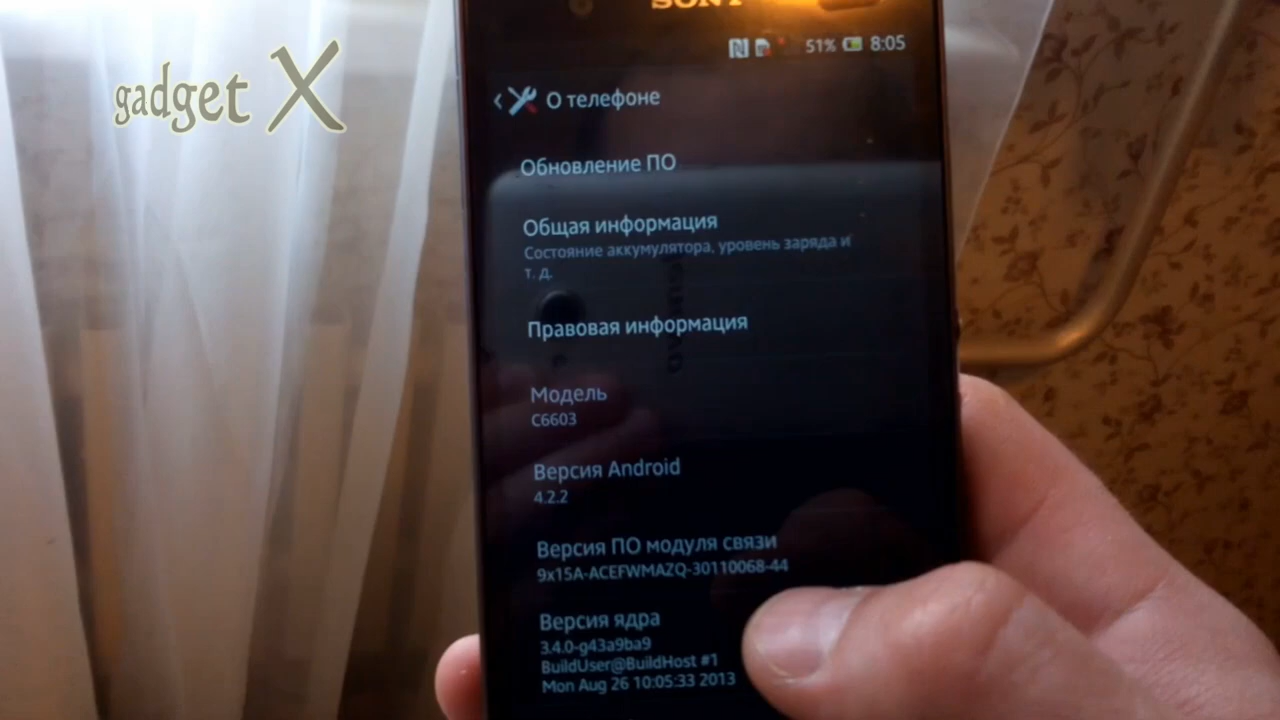 SONY
gadget X
51% 8:05
О телефоне
Обновление ПО
Общая информация
Состояние аккумулятора, уровень заряда и
т. д.
Правовая информация
Модель
C6603
Версия Android
4.2.2
Версия ПО модуля связи
9x15A-ACEFWMAZQ-30110068-44
Версия ядра
3.4.0-g43a9ba9
BuildUser@BuildHost #1
Mon Aug 26 10:05:33 2013